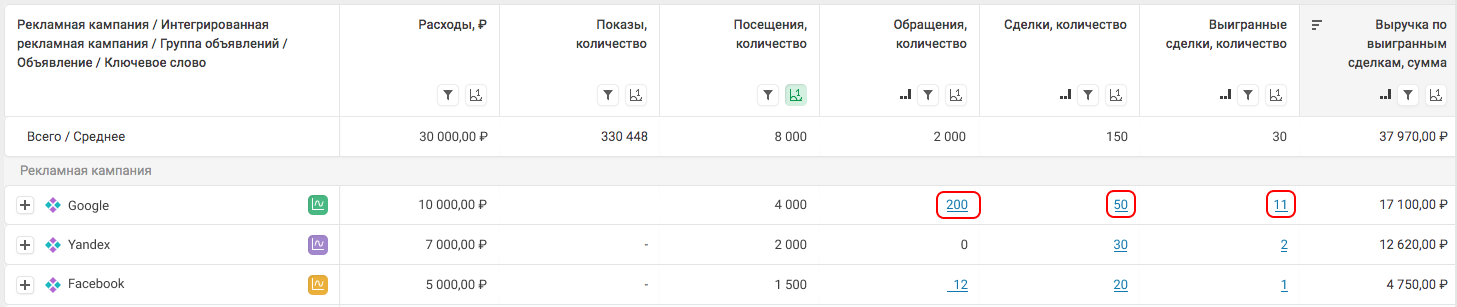 Рекламная кампания / Интегрированная рекламная кампания / Группа объявлений / Объявление / Ключевое слово
Расходы, ₽
Показы, количество
Посещения, количество
Обращения, количество
Сделки, количество
Выигранные сделки, количество
Выручка по выигранным сделкам, сумма
Всего / Среднее 30 000,00 ₽ 330 448 8 000 2 000 150 30 37 970,00 ₽
Рекламная кампания
Google 10 000,00 ₽ 4 000 200 50 11 17 100,00 ₽
Yandex 7 000,00 ₽ - 2 000 0 30 2 12 620,00 ₽
Facebook 5 000,00 ₽ - 1 500 12 20 1 4 750,00 ₽